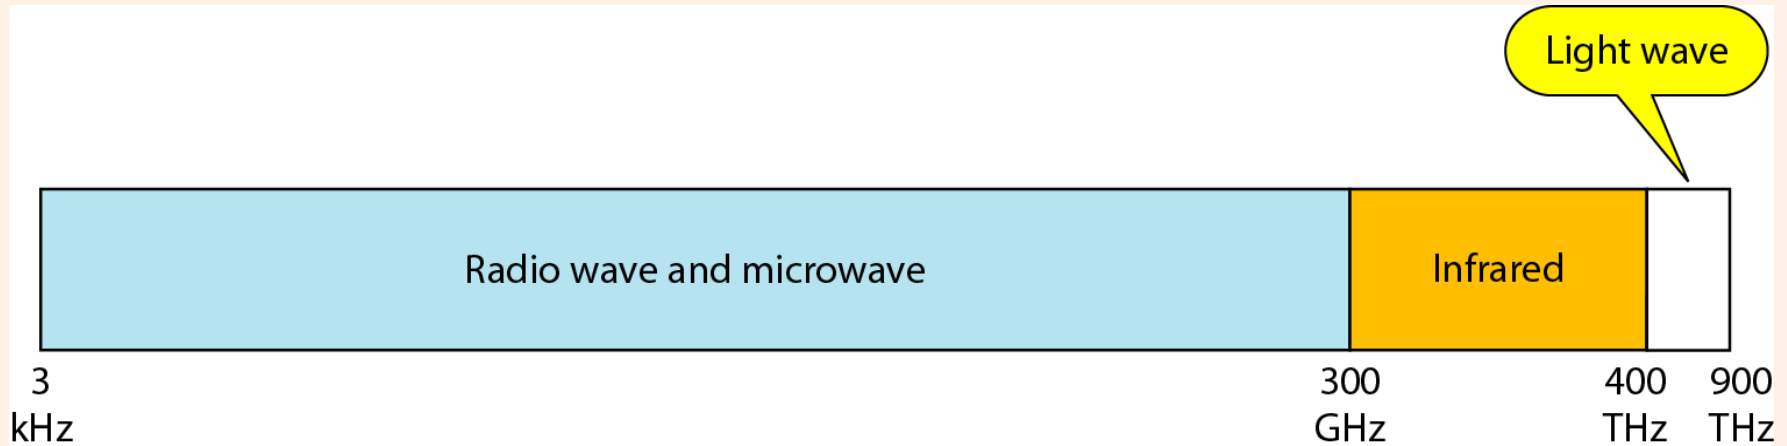 Light wave
Radio wave and microwave
Infrared
3 300 400 900
kHz GHz THz THz